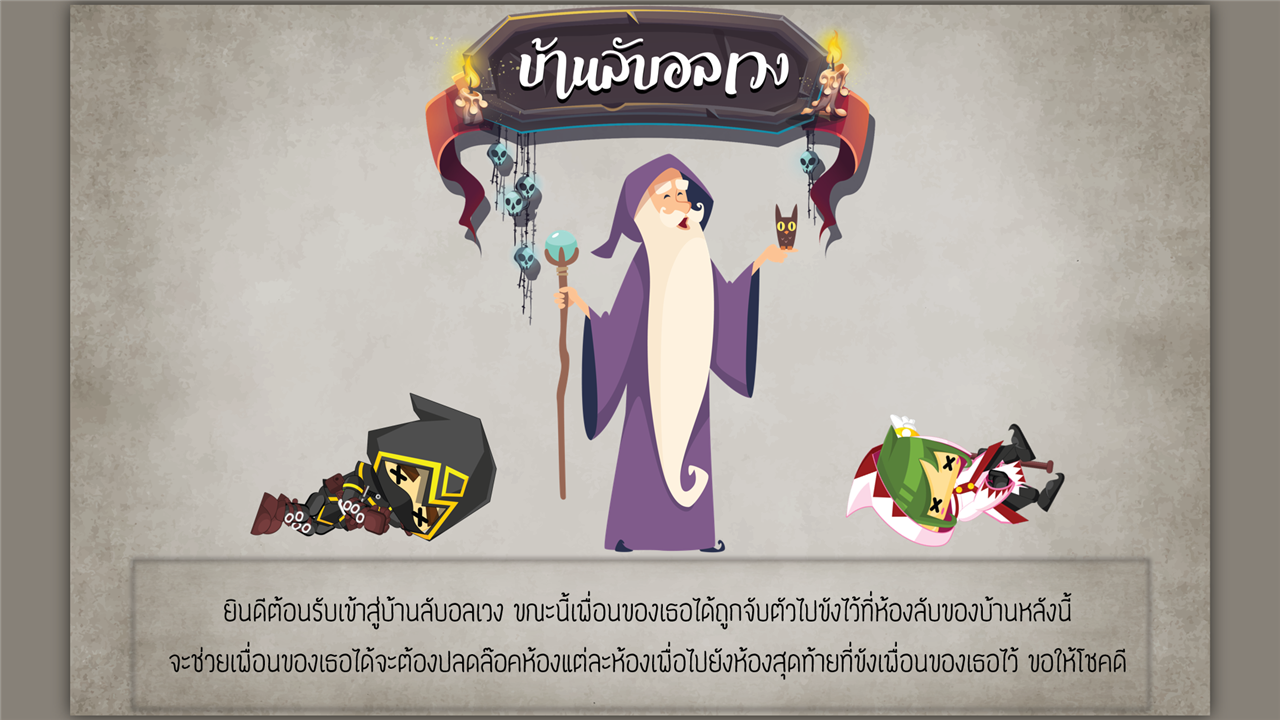 บ้านลับอลเวง
ยินดีต้อนรับเข้าสู่บ้านลับอลเวง ขณะนี้เพื่อนของเธอได้ถูกจับตัวไปขังไว้ที่ห้องลับของบ้านหลังนี้
จะช่วยเพื่อนของเธอได้จะต้องปลดล๊อคห้องแต่ละห้องเพื่อไปยังห้องสุดท้ายที่ขังเพื่อนของเธอไว้ ขอให้โชคดี